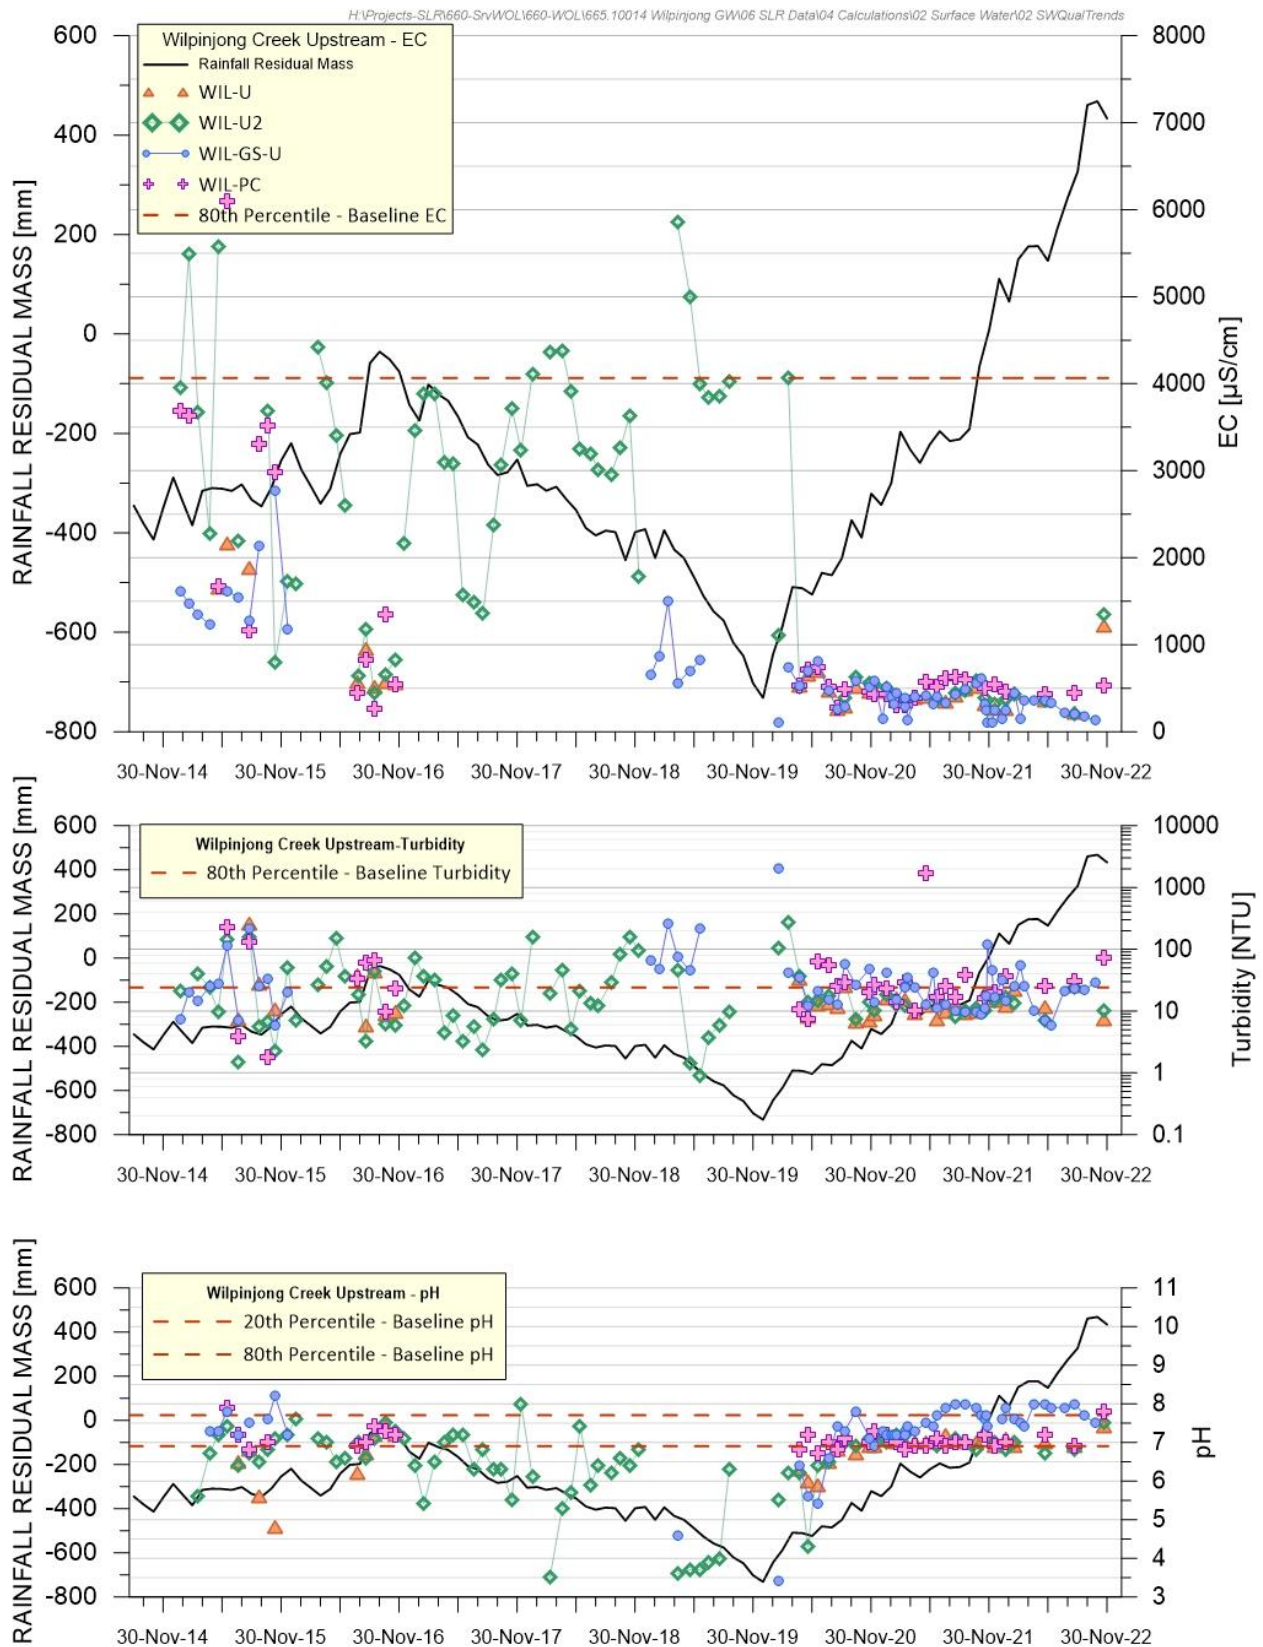 H:\Projects-SLR\660-SrvWOL\660-WOL\665.10014 Wilpinjong GW\06 SLR Data\04 Calculations\02 Surface Water\02 SWQualTrends
RAINFALL RESIDUAL MASS [mm]
600
400
200
0
-200
-400
-600
-800
Wilpinjong Creek Upstream - EC
Rainfall Residual Mass
WIL-U
WIL-U2
WIL-GS-U
WIL-PC
80th Percentile - Baseline EC
8000
7000
6000
5000
4000
3000
2000
1000
0
EC [µS/cm]
30-Nov-14 30-Nov-15 30-Nov-16 30-Nov-17 30-Nov-18 30-Nov-19 30-Nov-20 30-Nov-21 30-Nov-22
RAINFALL RESIDUAL MASS [mm]
600
400
200
0
-200
-400
-600
-800
Wilpinjong Creek Upstream-Turbidity
80th Percentile - Baseline Turbidity
10000
1000
100
10
1
0.1
Turbidity [NTU]
30-Nov-14 30-Nov-15 30-Nov-16 30-Nov-17 30-Nov-18 30-Nov-19 30-Nov-20 30-Nov-21 30-Nov-22
RAINFALL RESIDUAL MASS [mm]
600
400
200
0
-200
-400
-600
-800
Wilpinjong Creek Upstream - pH
20th Percentile - Baseline pH
80th Percentile - Baseline pH
11
10
9
8
7
6
5
4
3
pH
30-Nov-14 30-Nov-15 30-Nov-16 30-Nov-17 30-Nov-18 30-Nov-19 30-Nov-20 30-Nov-21 30-Nov-22